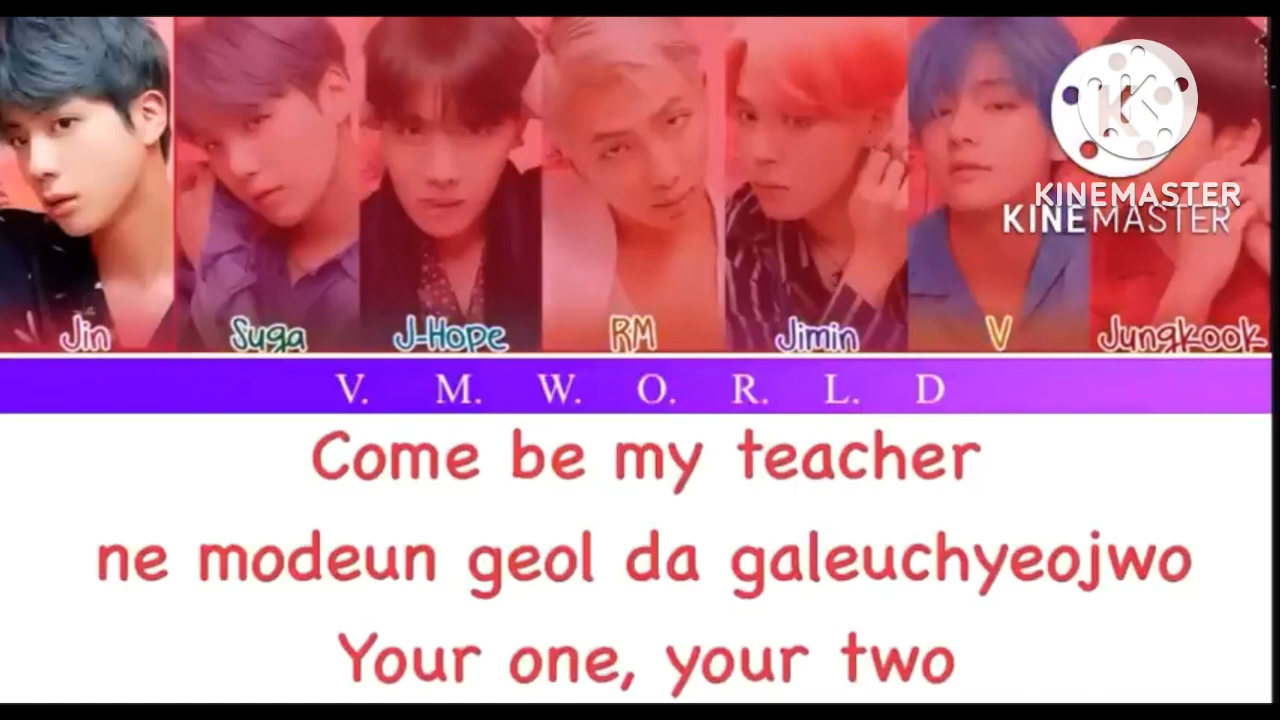 KINEMASTER
KINEMASTER
Jin Suga J-Hope RM Jimin V Jungkook
V. M. W. O. R. L. D
Come be my teacher
ne modeun geol da galeuchyeojwo
Your one, your two